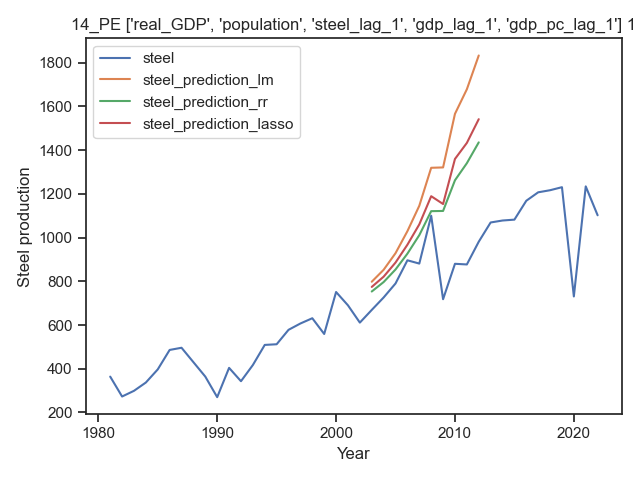 14_PE ['real_GDP', 'population', 'steel_lag_1', 'gdp_lag_1', 'gdp_pc_lag_1'] 1
steel
steel_prediction_lm
steel_prediction_rr
steel_prediction_lasso
Steel production
1800
1600
1400
1200
1000
800
600
400
200
1980
1990
2000
2010
2020
Year